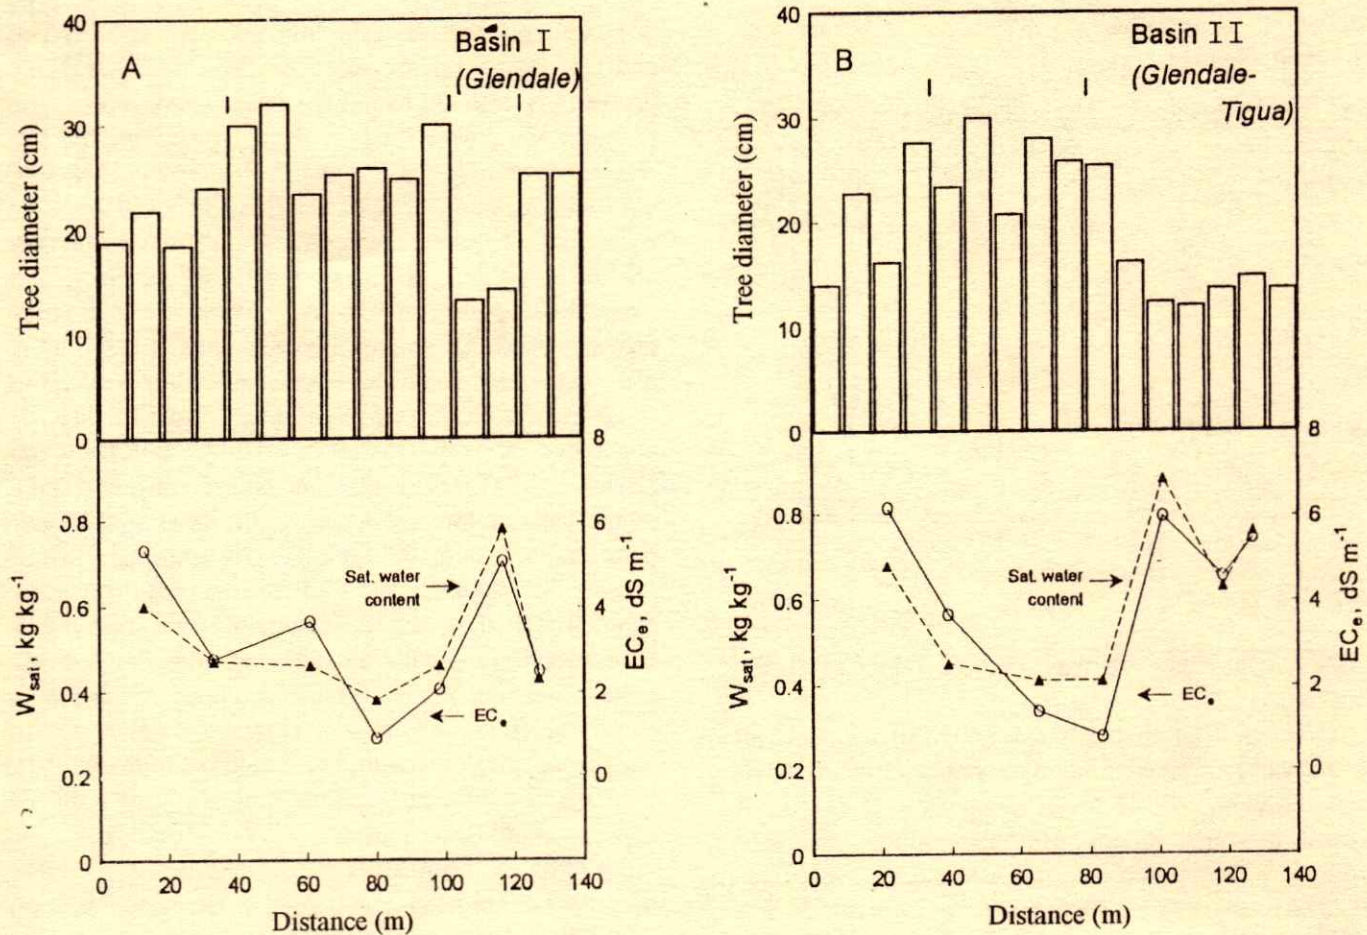 A
Basin I
(Glendale)
Tree diameter (cm)
40
30
20
10
0
Sat. water
content
ECe
Wsat, kg kg-1
0.8
0.6
0.4
0.2
0
ECe, dS m-1
8
6
4
2
0
0 20 40 60 80 100 120 140
Distance (m)
B
Basin II
(Glendale-
Tigua)
Tree diameter (cm)
40
30
20
10
0
Sat. water
content
ECe
Wsat, kg kg-1
0.8
0.6
0.4
0.2
0
ECe, dS m-1
8
6
4
2
0
0 20 40 60 80 100 120 140
Distance (m)